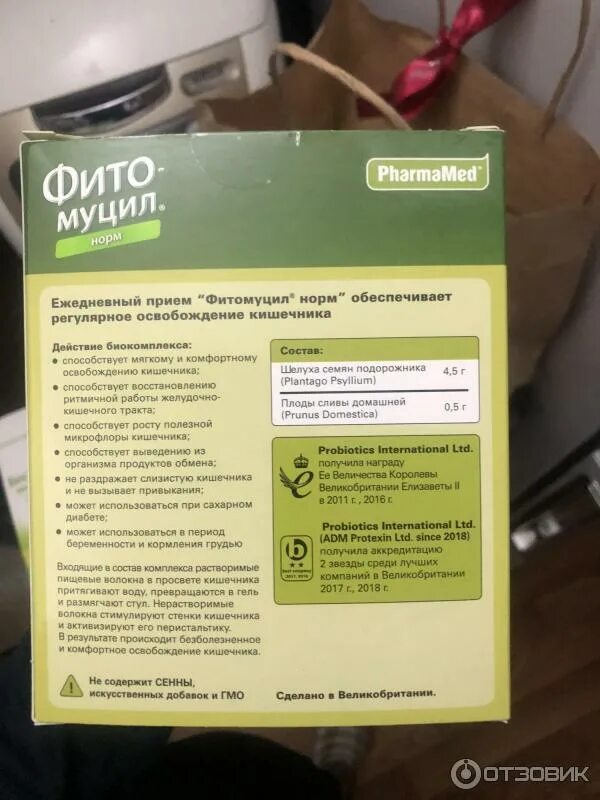 ФИТО-
МУЦИЛ®
норм
PharmaMed®
Ежедневный прием "Фитомуцил® норм" обеспечивает
регулярное освобождение кишечника
Действие биокомплекса:
• способствует мягкому и комфортному
освобождению кишечника;
• способствует восстановлению
ритмичной работы желудочно-
кишечного тракта;
• способствует росту полезной
микрофлоры кишечника;
• способствует выведению из
организма продуктов обмена;
• не раздражает слизистую кишечника
и не вызывает привыкания;
• может использоваться при сахарном
диабете;
• может использоваться в период
беременности и кормления грудью
Входящие в состав комплекса растворимые
пищевые волокна в просвете кишечника
притягивают воду, превращаются в гель
и размягчают стул. Нерастворимые
волокна стимулируют стенки кишечника
и активизируют его перистальтику.
В результате происходит безболезненное
и комфортное освобождение кишечника.
Состав:
Шелуха семян подорожника 4,5 г
(Plantago Psyllium)
Плоды сливы домашней 0,5 г
(Prunus Domestica)
Probiotics International Ltd.
получила награду
Ее Величества Королевы
Великобритании Елизаветы II
в 2011 г., 2016 г.
Probiotics International Ltd.
(ADM Protexin Ltd. since 2018)
получила аккредитацию
2 звезды среди лучших
компаний в Великобритании
2017 г., 2018 г.
b
best company
Не содержит СЕННЫ,
искусственных добавок и ГМО
Сделано в Великобритании.
ОТЗОВИК